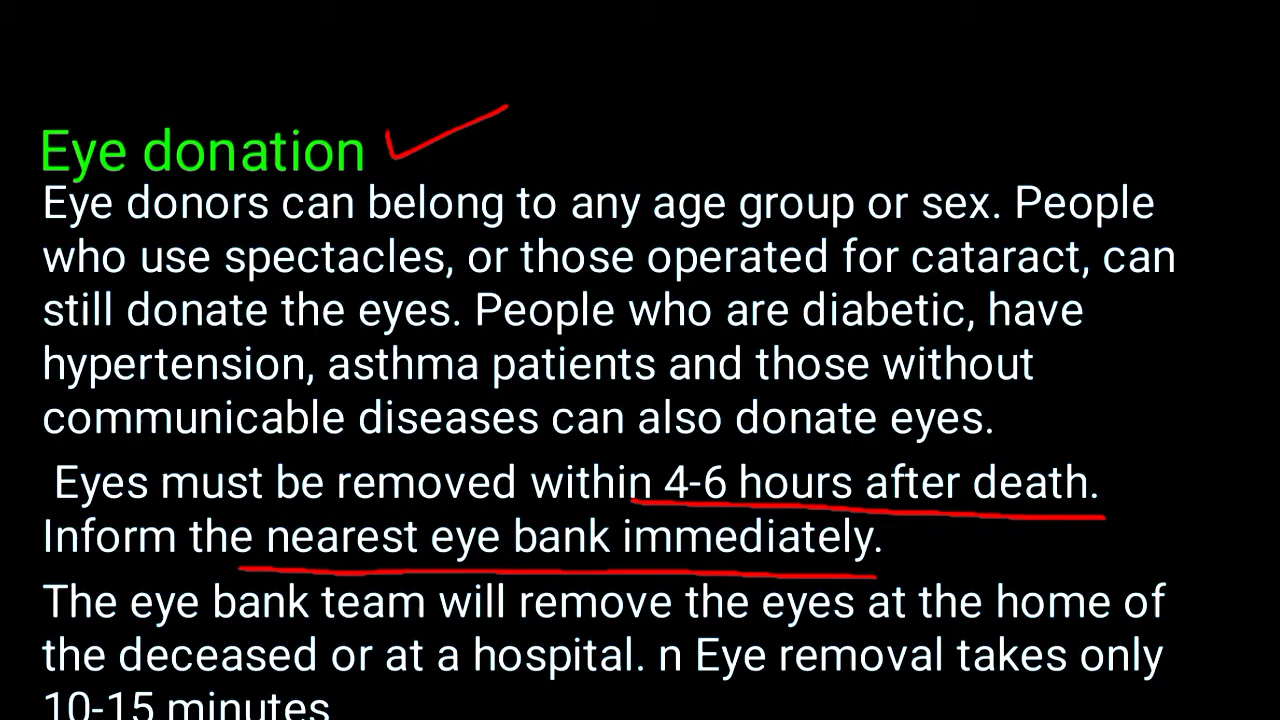 Eye donation
Eye donors can belong to any age group or sex. People
who use spectacles, or those operated for cataract, can
still donate the eyes. People who are diabetic, have
hypertension, asthma patients and those without
communicable diseases can also donate eyes.
Eyes must be removed within 4-6 hours after death.
Inform the nearest eye bank immediately.
The eye bank team will remove the eyes at the home of
the deceased or at a hospital. n Eye removal takes only
10-15 minutes